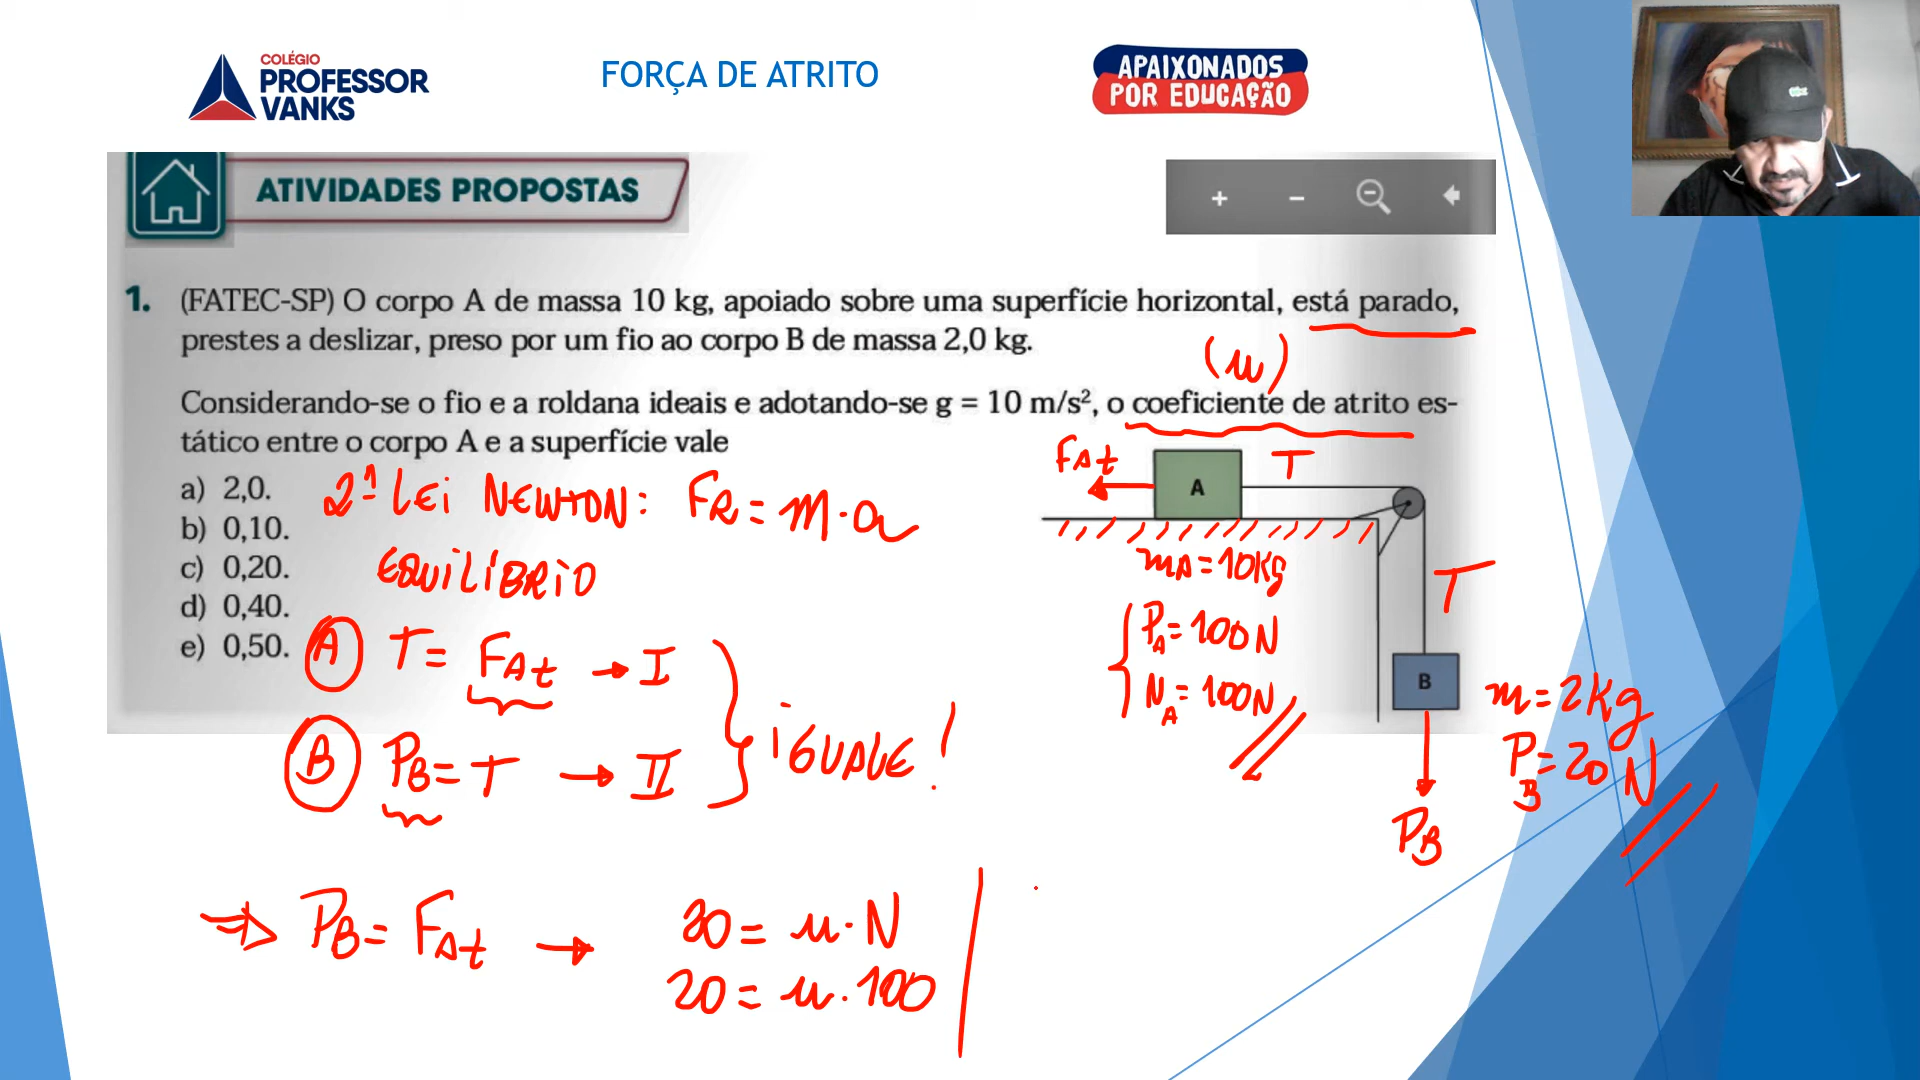 COLÉGIO
PROFESSOR
VANKS
FORÇA DE ATRITO
APAIXONADOS
POR EDUCAÇÃO
ATIVIDADES PROPOSTAS
1. (FATEC-SP) O corpo A de massa 10 kg, apoiado sobre uma superfície horizontal, está parado,
prestes a deslizar, preso por um fio ao corpo B de massa 2,0 kg.
(μ)
Considerando-se o fio e a roldana ideais e adotando-se g = 10 m/s², o coeficiente de atrito es-
tático entre o corpo A e a superfície vale
a) 2,0.
b) 0,10.
c) 0,20.
d) 0,40.
e) 0,50.
2ª LEI NEWTON: FR = m·a
EQUILÍBRIO
A T = FAt → I
B PB = T → II
IGUALE!
⇒ PB = FAt →
20 = μ·N
20 = μ·100
FAt
A
T
mA = 10Kg
PA = 100N
NA = 100N
T
B
m = 2Kg
PB = 20N
PB